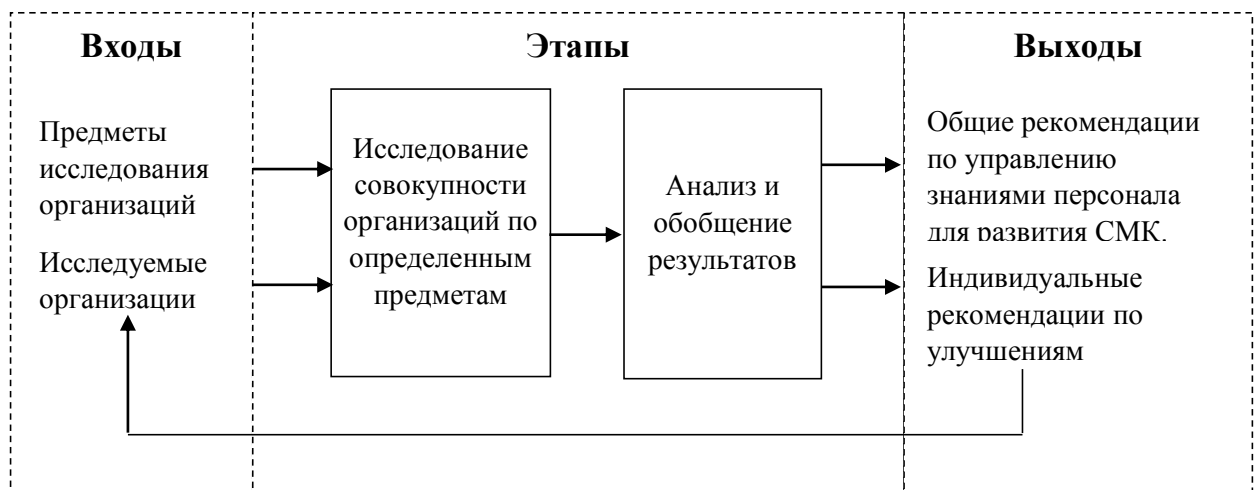 Входы
Этапы
Выходы
Предметы
исследования
организаций
Исследуемые
организации
Исследование
совокупности
организаций по
определенным
предметам
Анализ и
обобщение
результатов
Общие рекомендации
по управлению
знаниями персонала
для развития СМК.
Индивидуальные
рекомендации по
улучшениям